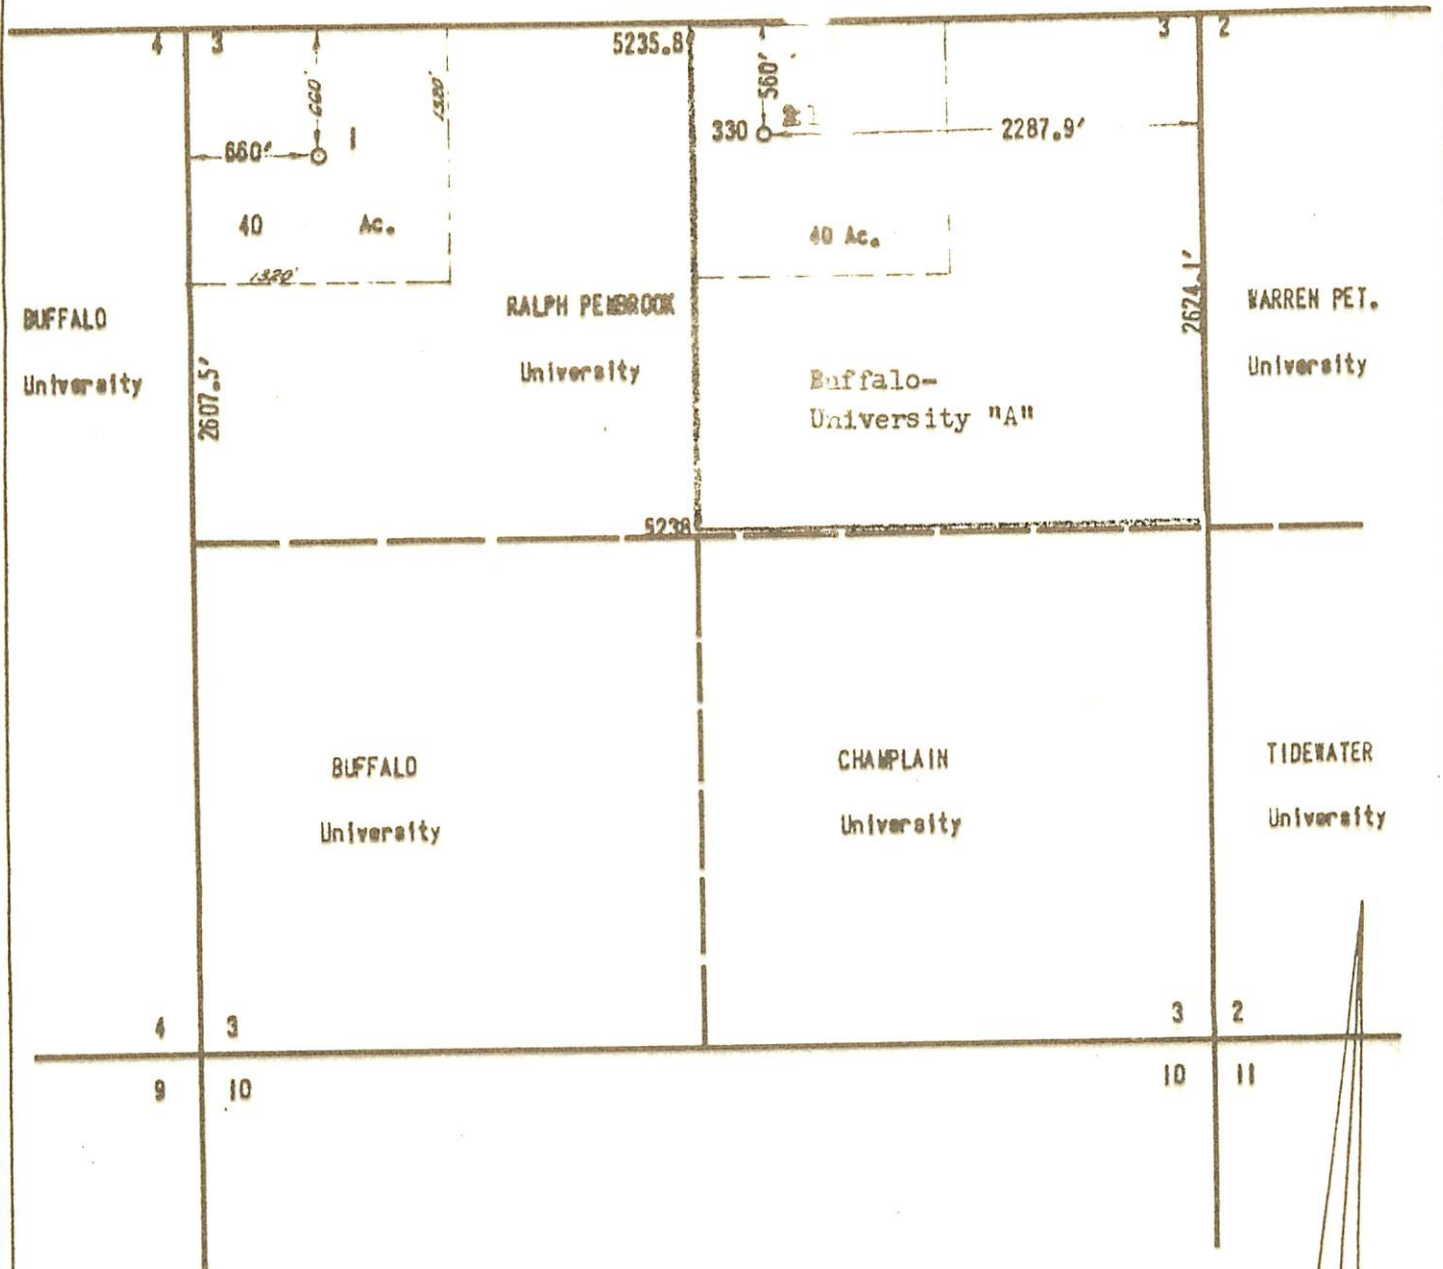 4 3
5235.8
3 2
660'
1320'
560'
330
#1
2287.9'
660'
1
40 Ac.
40 Ac.
1320'
BUFFALO
University
2607.5'
RALPH PEMBROOK
University
Buffalo-
University "A"
2624.1'
WARREN PET.
University
5238
BUFFALO
University
CHAMPLAIN
University
TIDEWATER
University
4 3
3 2
9 10
10 11